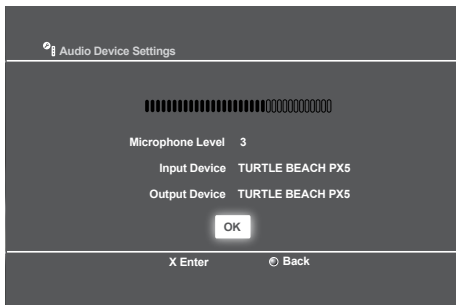 Audio Device Settings
Microphone Level 3
Input Device TURTLE BEACH PX5
Output Device TURTLE BEACH PX5
OK
X Enter Back